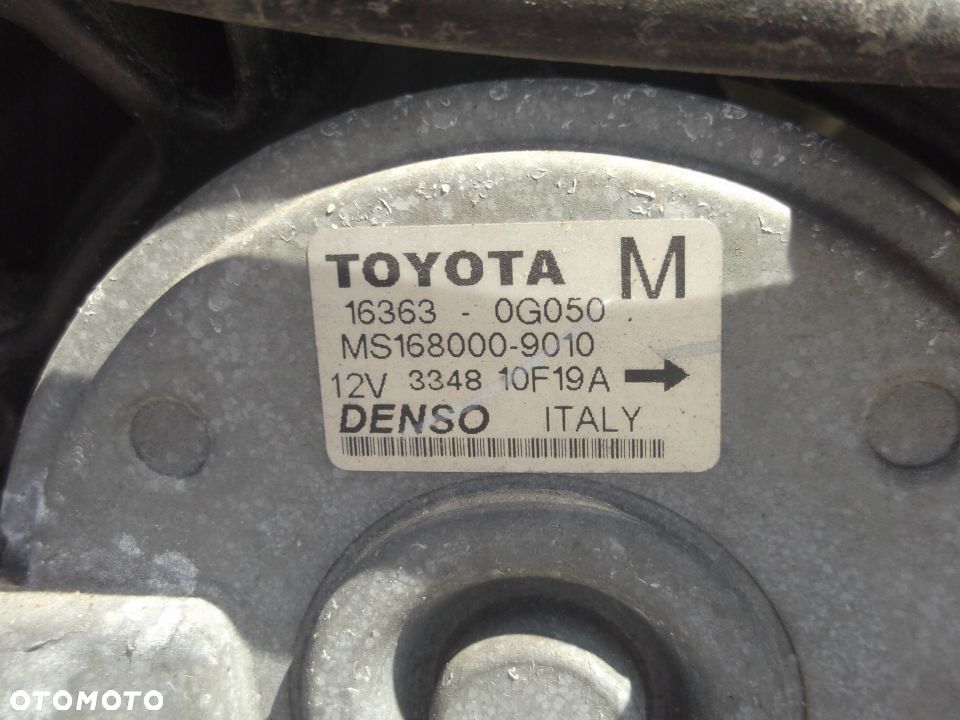 TOYOTA M
16363 - 0G050
MS168000-9010
12V 3348 10F19A
DENSO ITALY
OTOMOTO